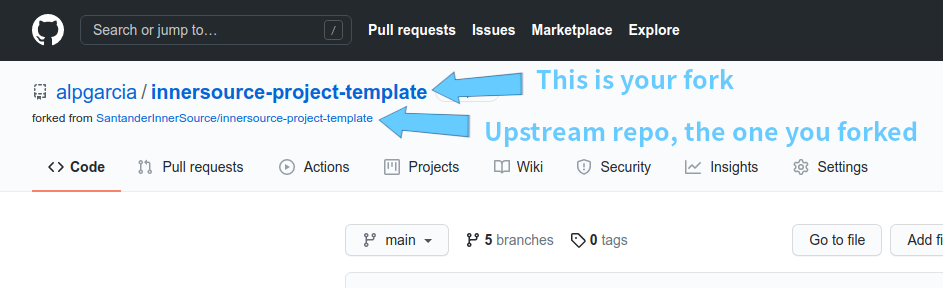 Search or jump to… / Pull requests Issues Marketplace Explore
alpgarcia / innersource-project-template This is your fork
forked from SantanderInnerSource/innersource-project-template Upstream repo, the one you forked
<> Code Pull requests Actions Projects Wiki Security Insights Settings
main 5 branches 0 tags Go to file Add fi